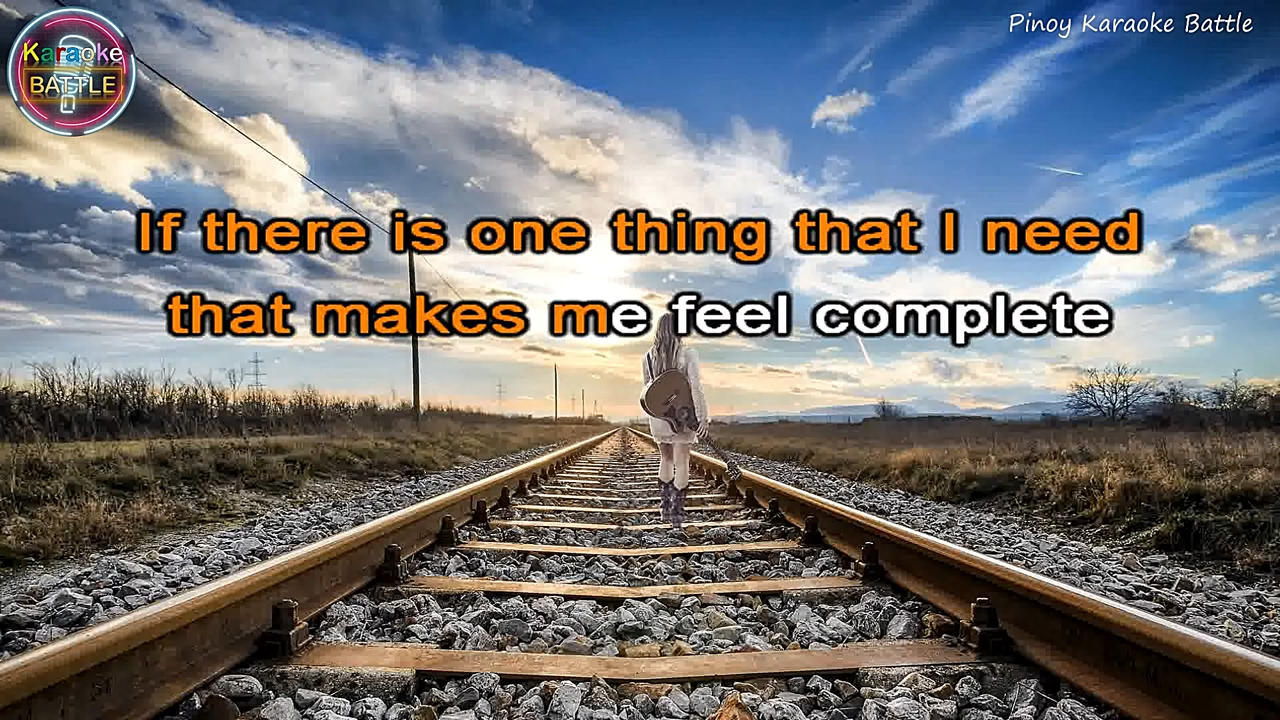 Pinoy Karaoke Battle
Karaoke
BATTLE
If there is one thing that I need
that makes me feel complete